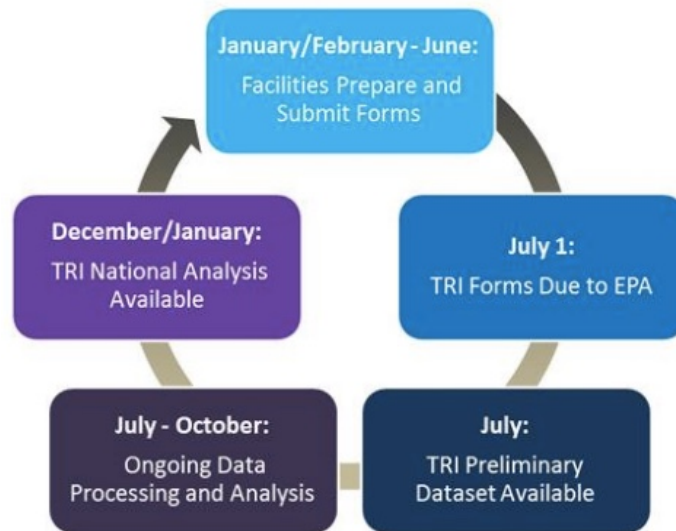 January/February - June:
Facilities Prepare and
Submit Forms
July 1:
TRI Forms Due to EPA
July:
TRI Preliminary
Dataset Available
July - October:
Ongoing Data
Processing and Analysis
December/January:
TRI National Analysis
Available